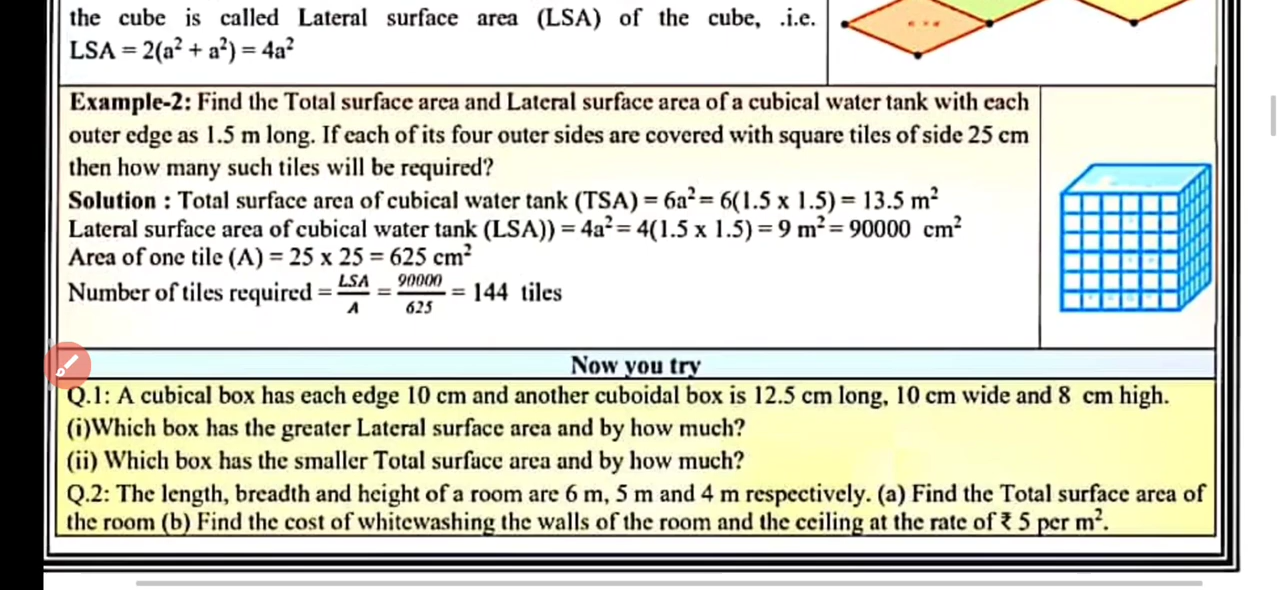 the cube is called Lateral surface area (LSA) of the cube, .i.e.
LSA = 2(a² + a²) = 4a²
Example-2: Find the Total surface area and Lateral surface area of a cubical water tank with each
outer edge as 1.5 m long. If each of its four outer sides are covered with square tiles of side 25 cm
then how many such tiles will be required?
Solution : Total surface area of cubical water tank (TSA) = 6a² = 6(1.5 x 1.5) = 13.5 m²
Lateral surface area of cubical water tank (LSA)) = 4a² = 4(1.5 x 1.5) = 9 m² = 90000 cm²
Area of one tile (A) = 25 x 25 = 625 cm²
Number of tiles required = LSA/A = 90000/625 = 144 tiles
Now you try
Q.1: A cubical box has each edge 10 cm and another cuboidal box is 12.5 cm long, 10 cm wide and 8 cm high.
(i)Which box has the greater Lateral surface area and by how much?
(ii) Which box has the smaller Total surface area and by how much?
Q.2: The length, breadth and height of a room are 6 m, 5 m and 4 m respectively. (a) Find the Total surface area of
the room (b) Find the cost of whitewashing the walls of the room and the ceiling at the rate of ₹ 5 per m².